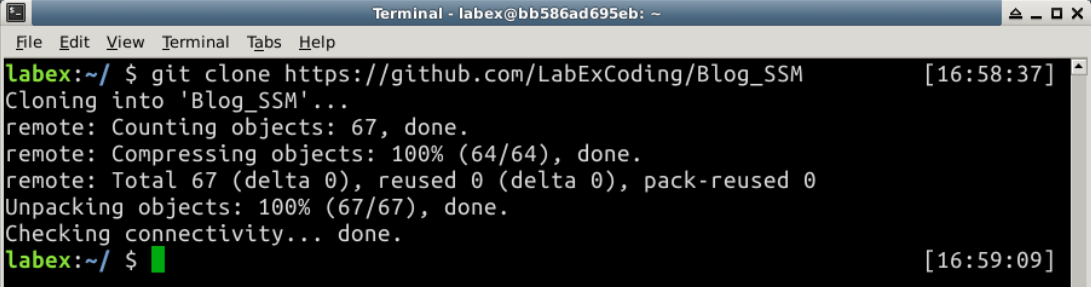 Terminal - labex@bb586ad695eb: ~
File Edit View Terminal Tabs Help
labex:~/ $ git clone https://github.com/LabExCoding/Blog_SSM [16:58:37]
Cloning into 'Blog_SSM'...
remote: Counting objects: 67, done.
remote: Compressing objects: 100% (64/64), done.
remote: Total 67 (delta 0), reused 0 (delta 0), pack-reused 0
Unpacking objects: 100% (67/67), done.
Checking connectivity... done.
labex:~/ $ [16:59:09]